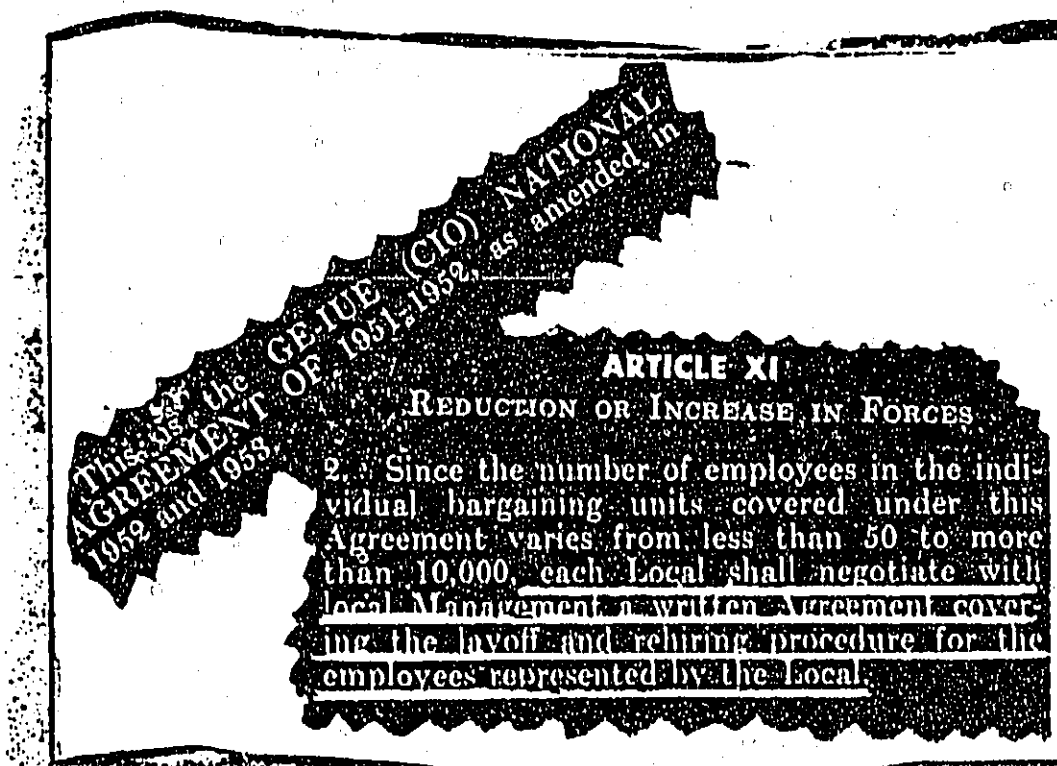 This is the
GE-IUE (CIO) NATIONAL
AGREEMENT OF 1951-1952, as amended in
1952 and 1953
ARTICLE XI
REDUCTION OR INCREASE IN FORCES
2. Since the number of employees in the indi-
vidual bargaining units covered under this
Agreement varies from less than 50 to more
than 10,000, each Local shall negotiate with
local Management a written Agreement cover-
ing the layoff and rehiring procedure for the
employees represented by the Local.